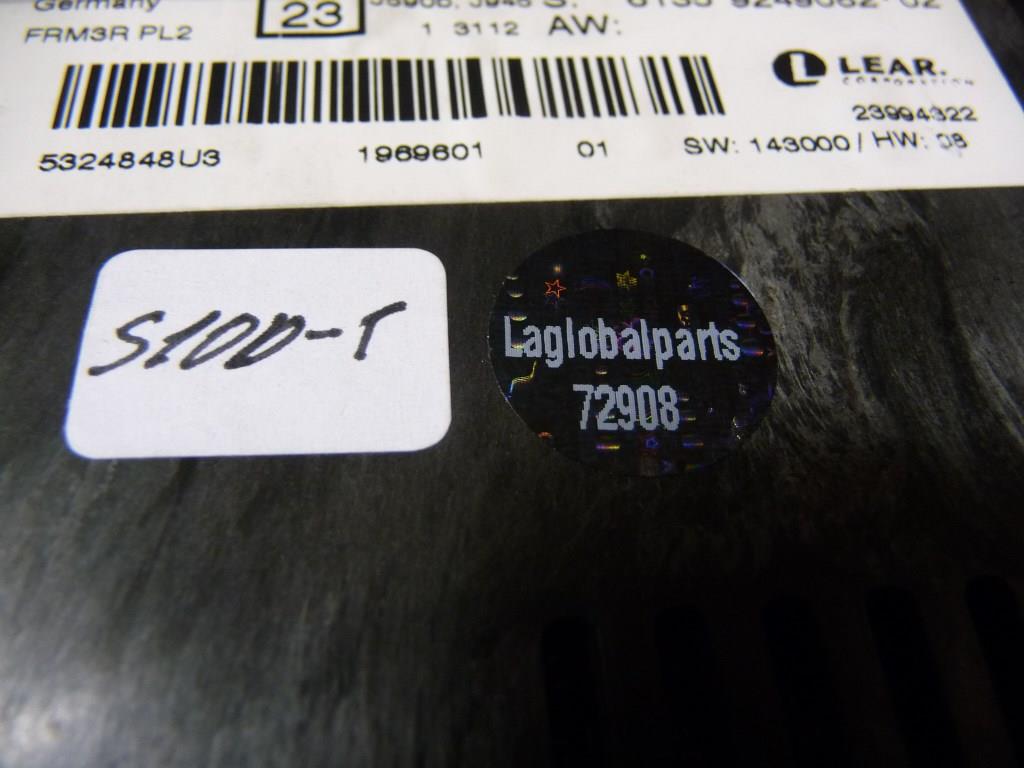 Germany
FRM3R PL2
23
1 3112 AW:
LEAR.
CORPORATION
23994322
5324848U3 1969601 01 SW: 143000 / HW: 08
S10D-T
Laglobalparts
72908